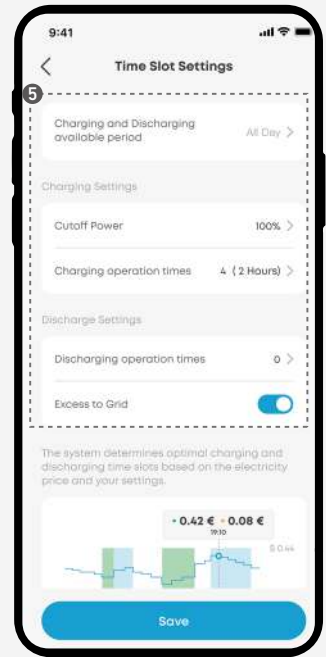 9:41
Time Slot Settings
5
Charging and Discharging
available period
All Day
Charging Settings
Cutoff Power
100%
Charging operation times
4 ( 2 Hours)
Discharge Settings
Discharging operation times
0
Excess to Grid
The system determines optimal charging and
discharging time slots based on the electricity
price and your settings.
0.42 € 0.08 €
19:10
$ 0.44
Save